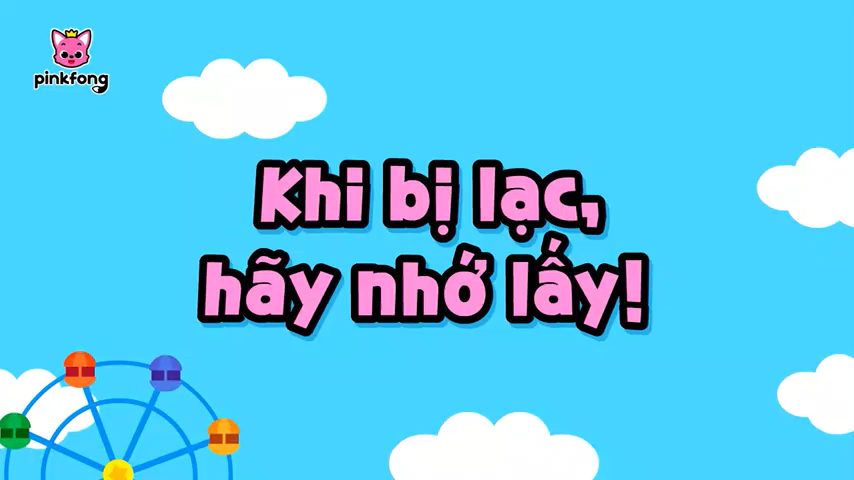 pinkfong
Khi bị lạc,
hãy nhớ lấy!